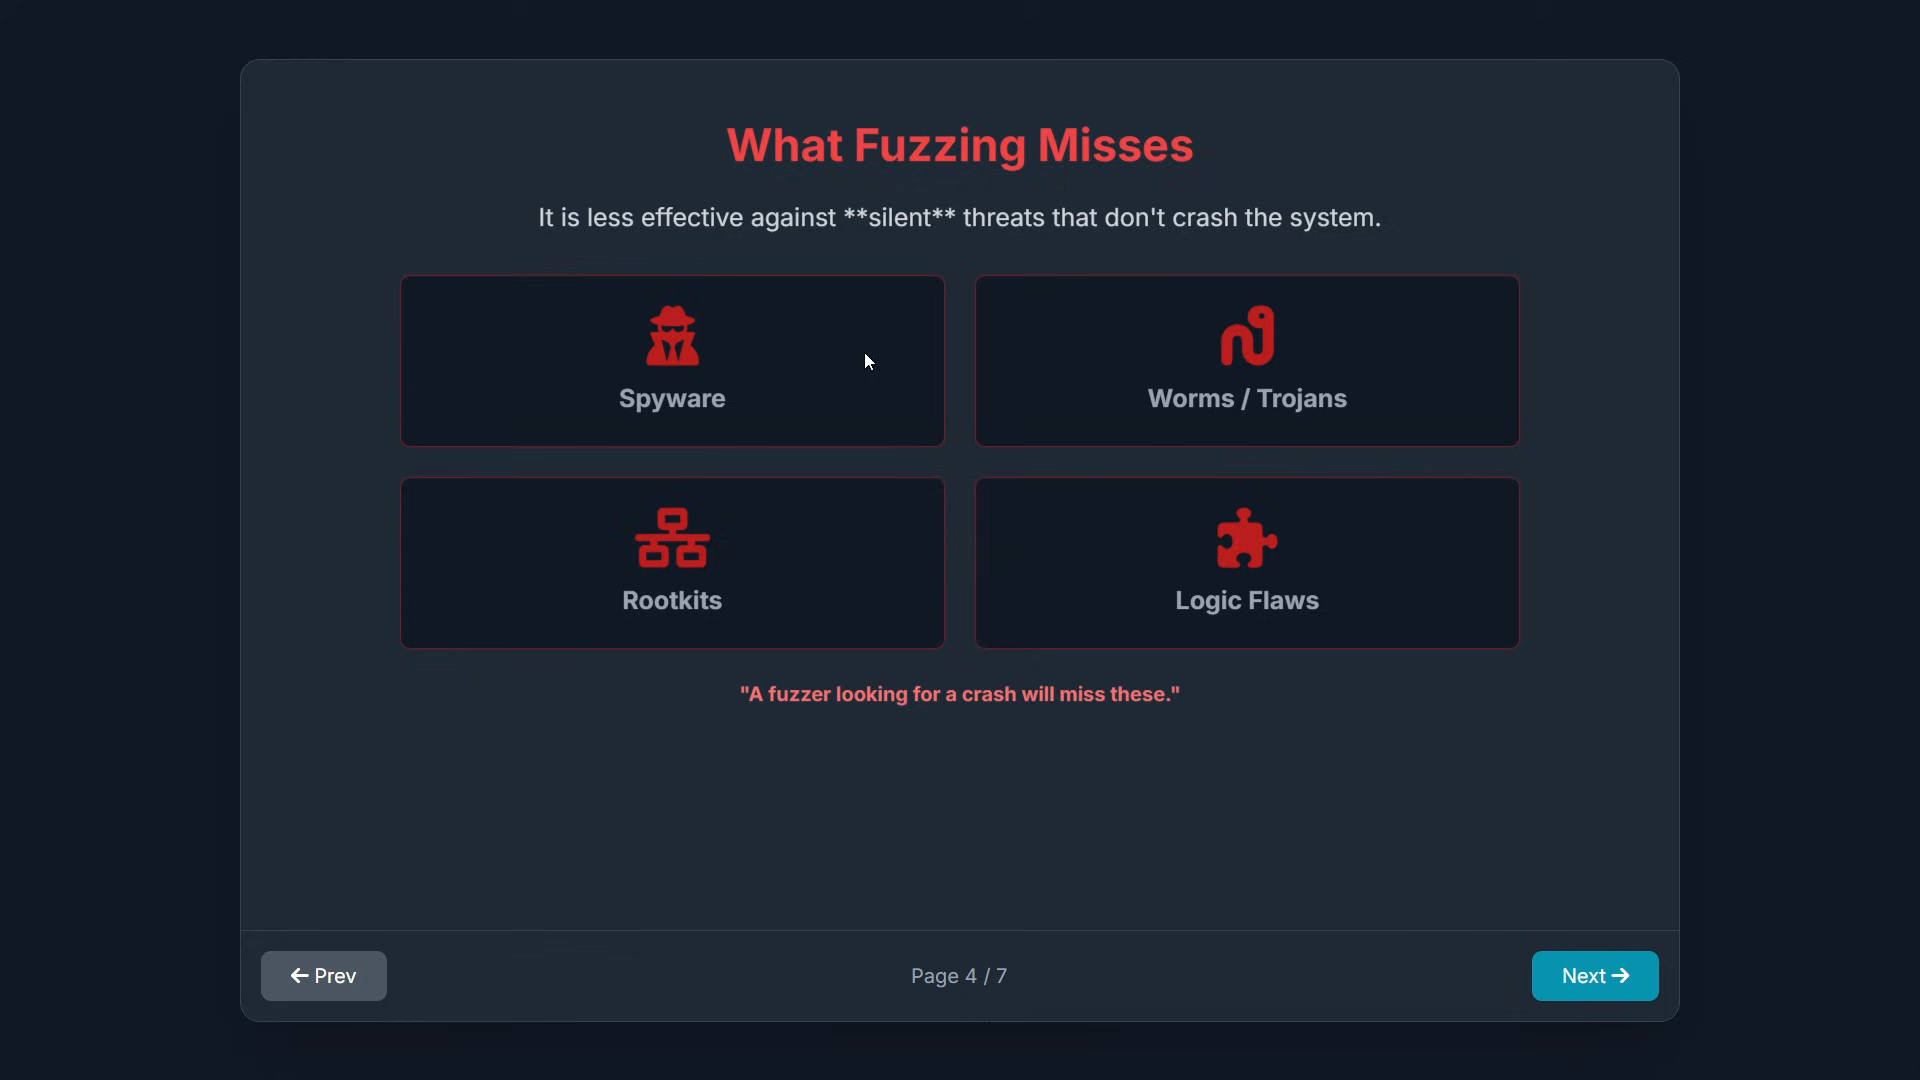 What Fuzzing Misses
It is less effective against **silent** threats that don't crash the system.
Spyware
Worms / Trojans
Rootkits
Logic Flaws
"A fuzzer looking for a crash will miss these."
Prev
Page 4 / 7
Next